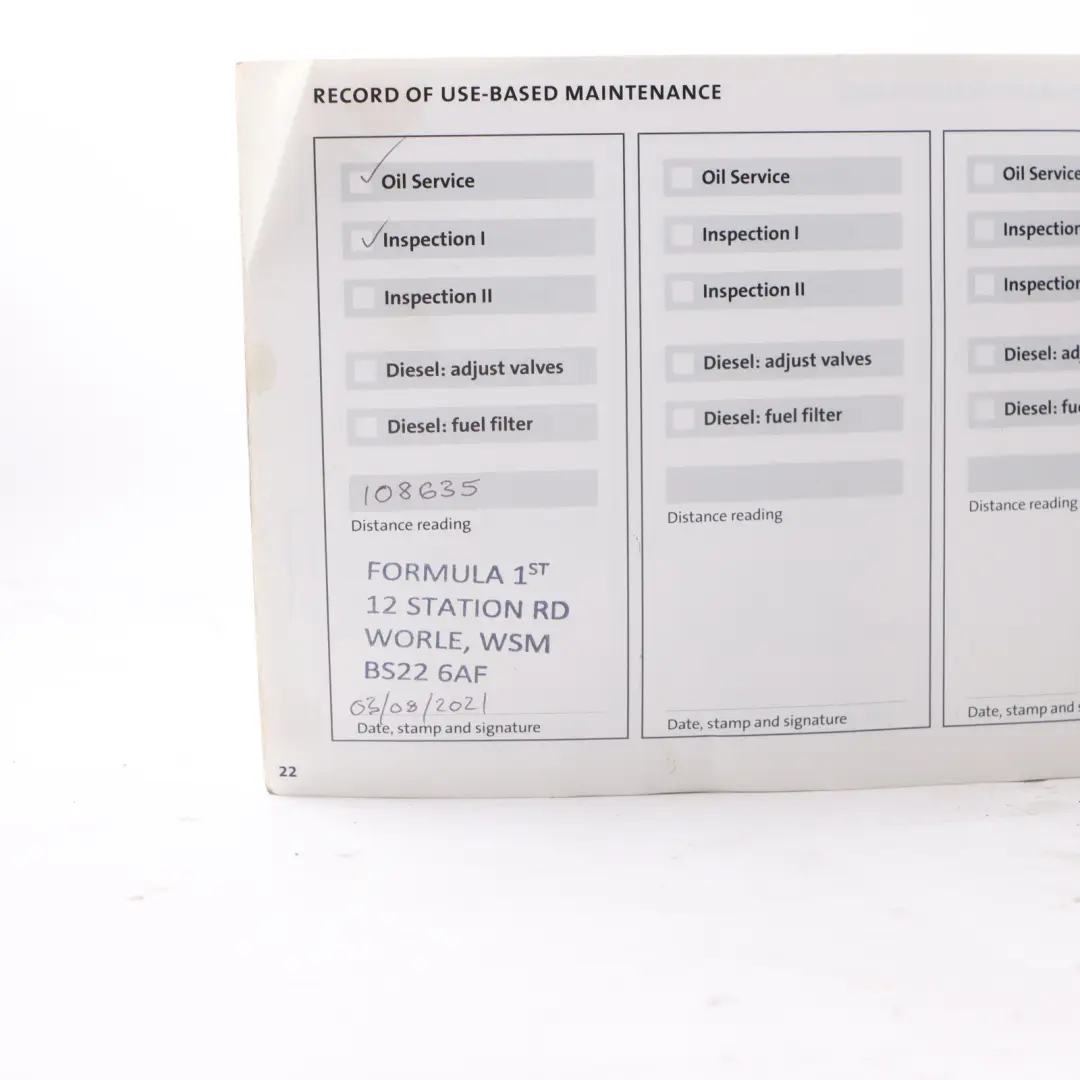 RECORD OF USE-BASED MAINTENANCE
Oil Service
Inspection I
Inspection II
Diesel: adjust valves
Diesel: fuel filter
108635
Distance reading
FORMULA 1ST
12 STATION RD
WORLE, WSM
BS22 6AF
03/08/2021
Date, stamp and signature
Oil Service
Inspection I
Inspection II
Diesel: adjust valves
Diesel: fuel filter
Distance reading
Date, stamp and signature
Oil Service
Inspection
Inspection
Diesel: ad
Diesel: fu
Distance reading
Date, stamp and s
22